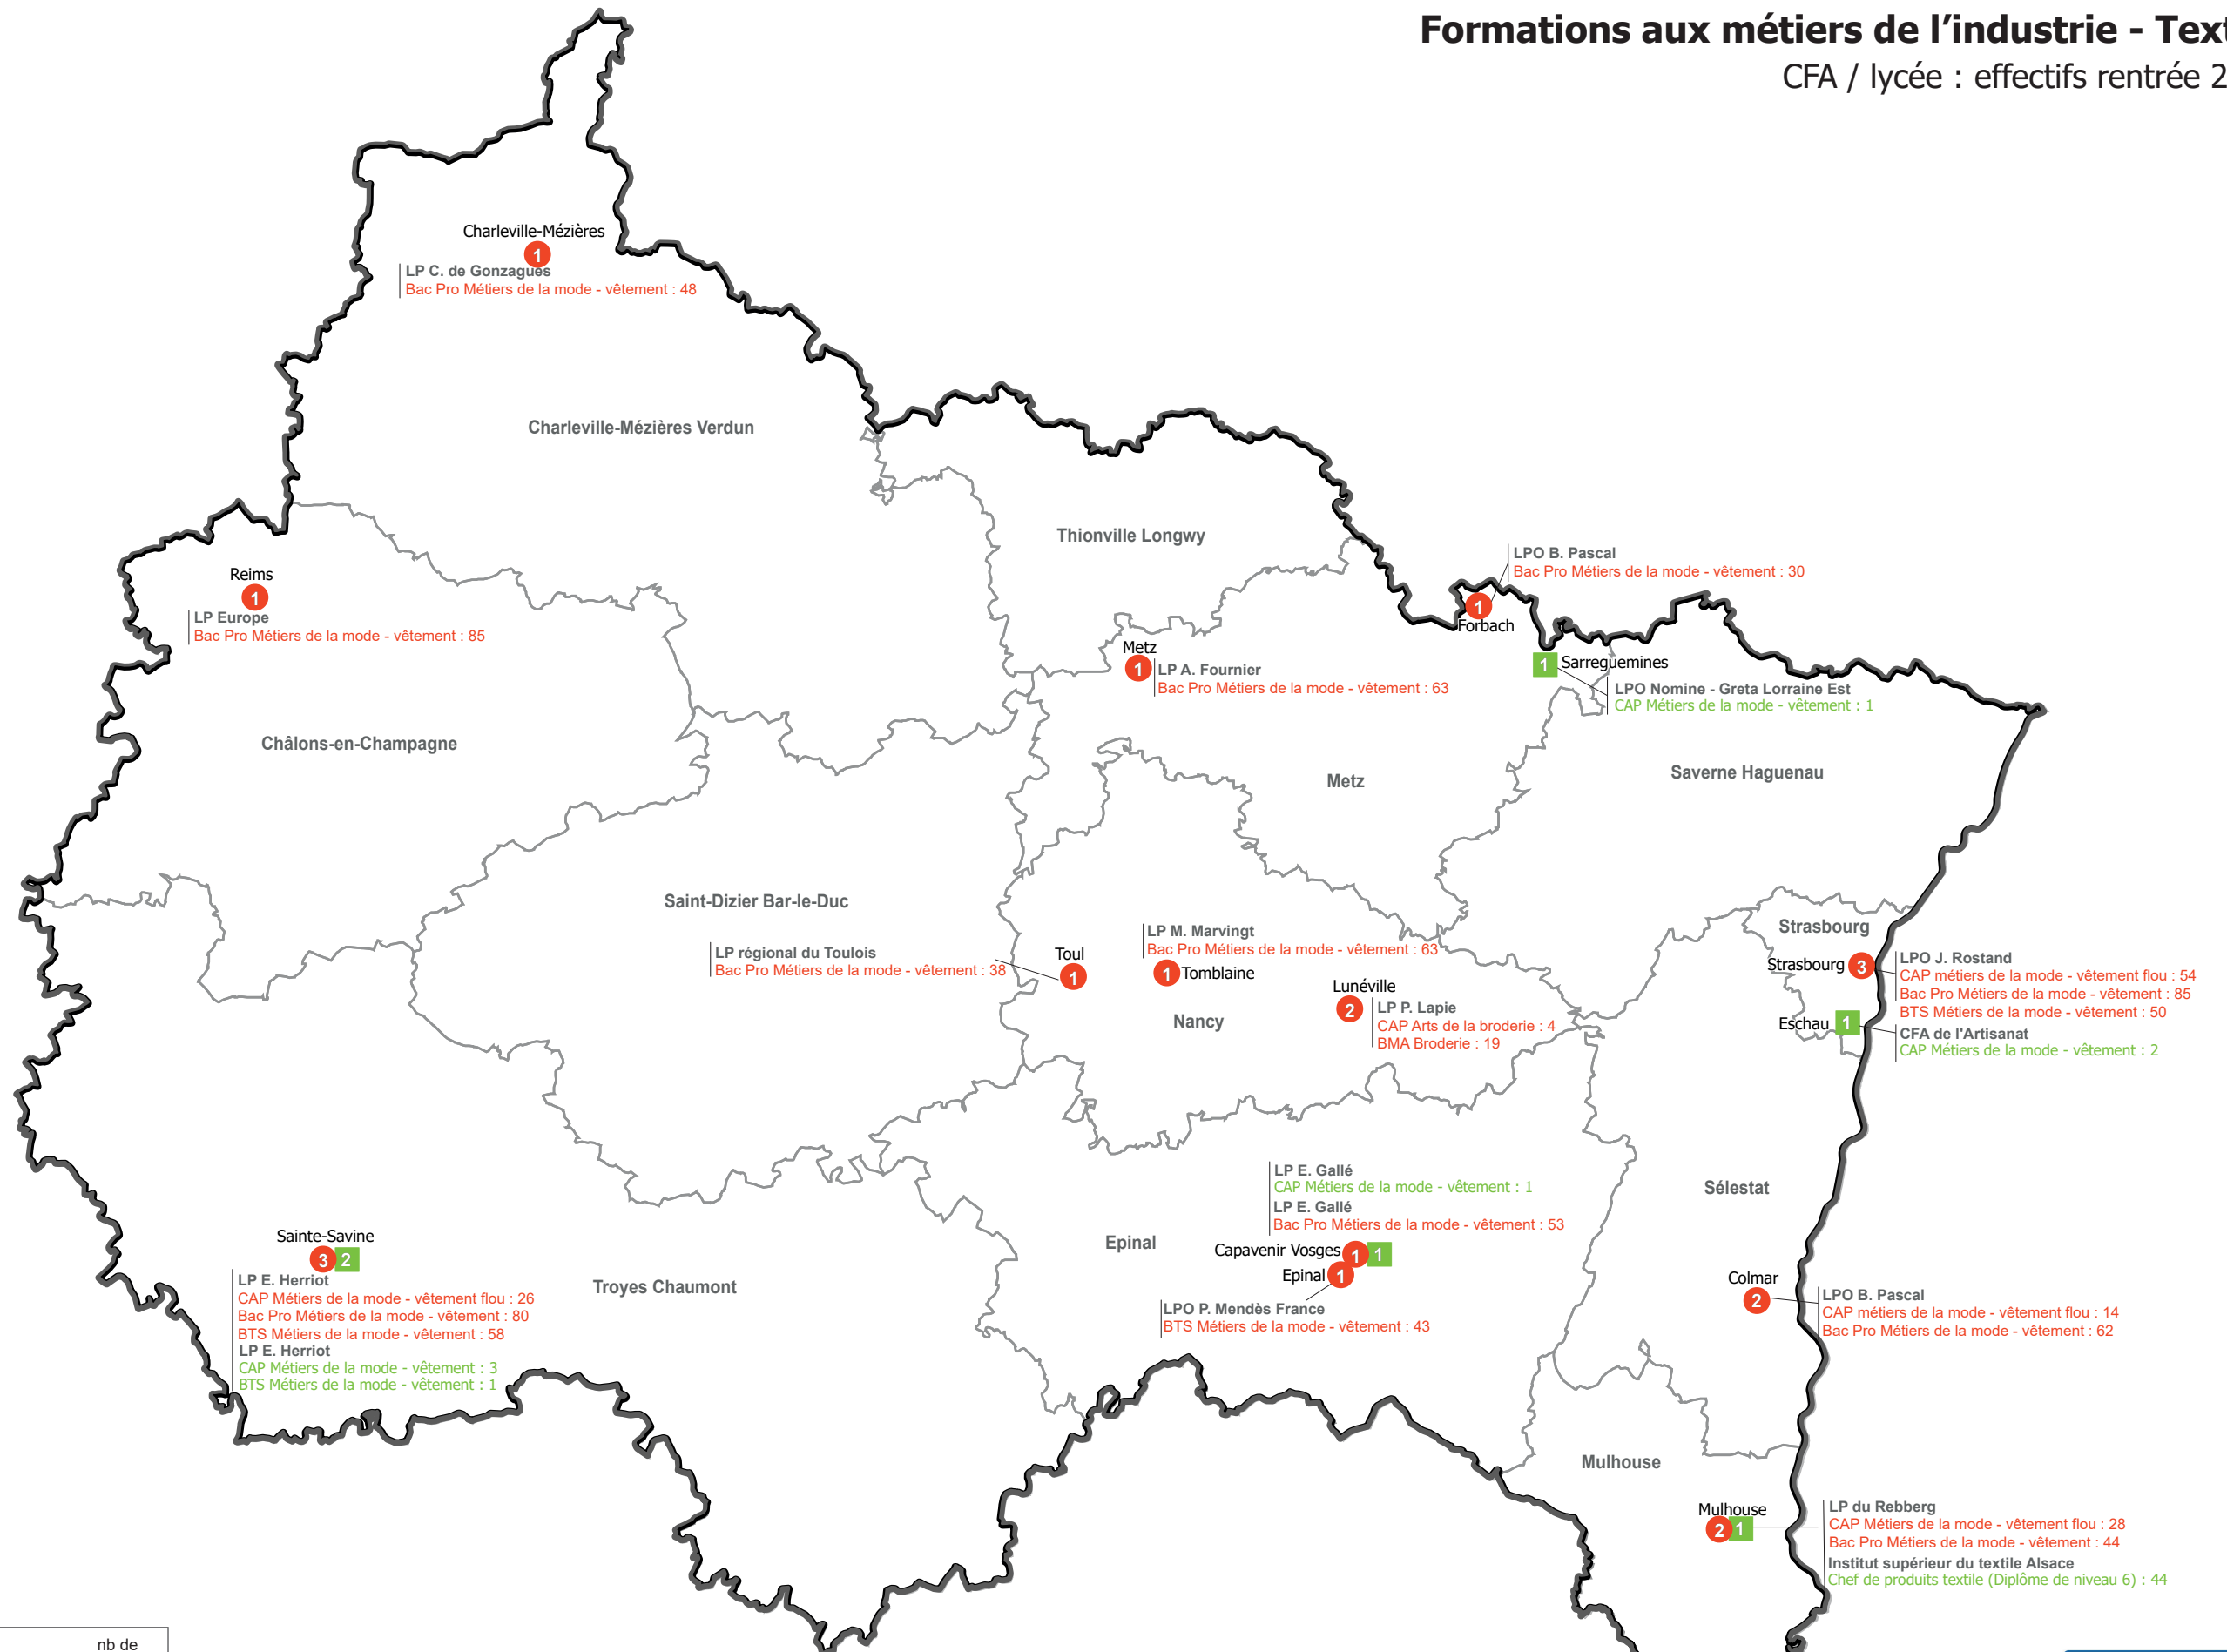 Formations aux métiers de l'industrie - Text
CFA / lycée : effectifs rentrée 2
Charleville-Mézières
1
LP C. de Gonzagues
Bac Pro Métiers de la mode - vêtement : 48
Charleville-Mézières Verdun
Thionville Longwy
LPO B. Pascal
Bac Pro Métiers de la mode - vêtement : 30
1
Forbach
Reims
1
LP Europe
Bac Pro Métiers de la mode - vêtement : 85
Metz
1
LP A. Fournier
Bac Pro Métiers de la mode - vêtement : 63
1 Sarreguemines
LPO Nomine - Greta Lorraine Est
CAP Métiers de la mode - vêtement : 1
Châlons-en-Champagne
Metz
Saverne Haguenau
Saint-Dizier Bar-le-Duc
LP régional du Toulois
Bac Pro Métiers de la mode - vêtement : 38
Toul
1
LP M. Marvingt
Bac Pro Métiers de la mode - vêtement : 63
1 Tomblaine
Nancy
Lunéville
2
LP P. Lapie
CAP Arts de la broderie : 4
BMA Broderie : 19
Strasbourg
Strasbourg 3
LPO J. Rostand
CAP métiers de la mode - vêtement flou : 54
Bac Pro Métiers de la mode - vêtement : 85
BTS Métiers de la mode - vêtement : 50
Eschau 1
CFA de l'Artisanat
CAP Métiers de la mode - vêtement : 2
LP E. Gallé
CAP Métiers de la mode - vêtement : 1
LP E. Gallé
Bac Pro Métiers de la mode - vêtement : 53
Sélestat
Epinal
Capavenir Vosges 1 1
Epinal 1
LPO P. Mendès France
BTS Métiers de la mode - vêtement : 43
Sainte-Savine
3 2
LP E. Herriot
CAP Métiers de la mode - vêtement flou : 26
Bac Pro Métiers de la mode - vêtement : 80
BTS Métiers de la mode - vêtement : 58
LP E. Herriot
CAP Métiers de la mode - vêtement : 3
BTS Métiers de la mode - vêtement : 1
Troyes Chaumont
Colmar
2
LPO B. Pascal
CAP métiers de la mode - vêtement flou : 14
Bac Pro Métiers de la mode - vêtement : 62
Mulhouse
Mulhouse
2 1
LP du Rebberg
CAP Métiers de la mode - vêtement flou : 28
Bac Pro Métiers de la mode - vêtement : 44
Institut supérieur du textile Alsace
Chef de produits textile (Diplôme de niveau 6) : 44
nb de